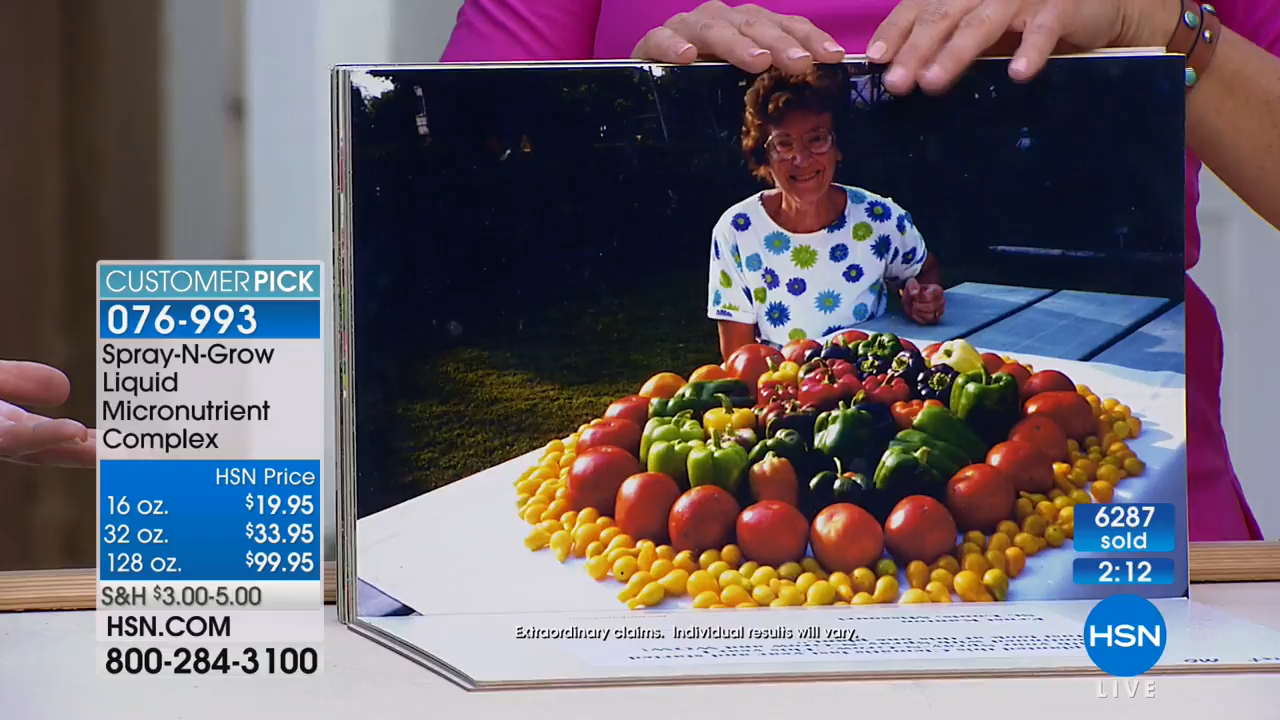 CUSTOMER PICK
076-993
Spray-N-Grow
Liquid
Micronutrient
Complex
HSN Price
16 oz. $19.95
32 oz. $33.95
128 oz. $99.95
S&H $3.00-5.00
HSN.COM
800-284-3100
6287
sold
2:12
HSN
LIVE
Extraordinary claims. Individual results will vary.